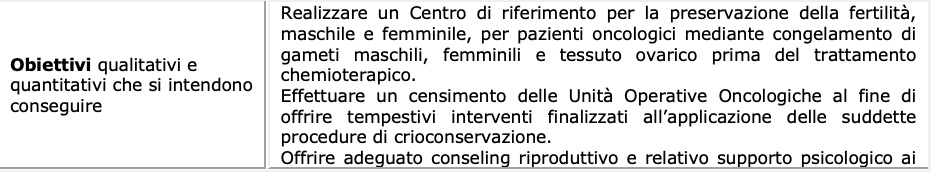 Obiettivi qualitativi e
quantitativi che si intendono
conseguire
Realizzare un Centro di riferimento per la preservazione della fertilità,
maschile e femminile, per pazienti oncologici mediante congelamento di
gameti maschili, femminili e tessuto ovarico prima del trattamento
chemioterapico.
Effettuare un censimento delle Unità Operative Oncologiche al fine di
offrire tempestivi interventi finalizzati all’applicazione delle suddette
procedure di crioconservazione.
Offrire adeguato conseling riproduttivo e relativo supporto psicologico ai